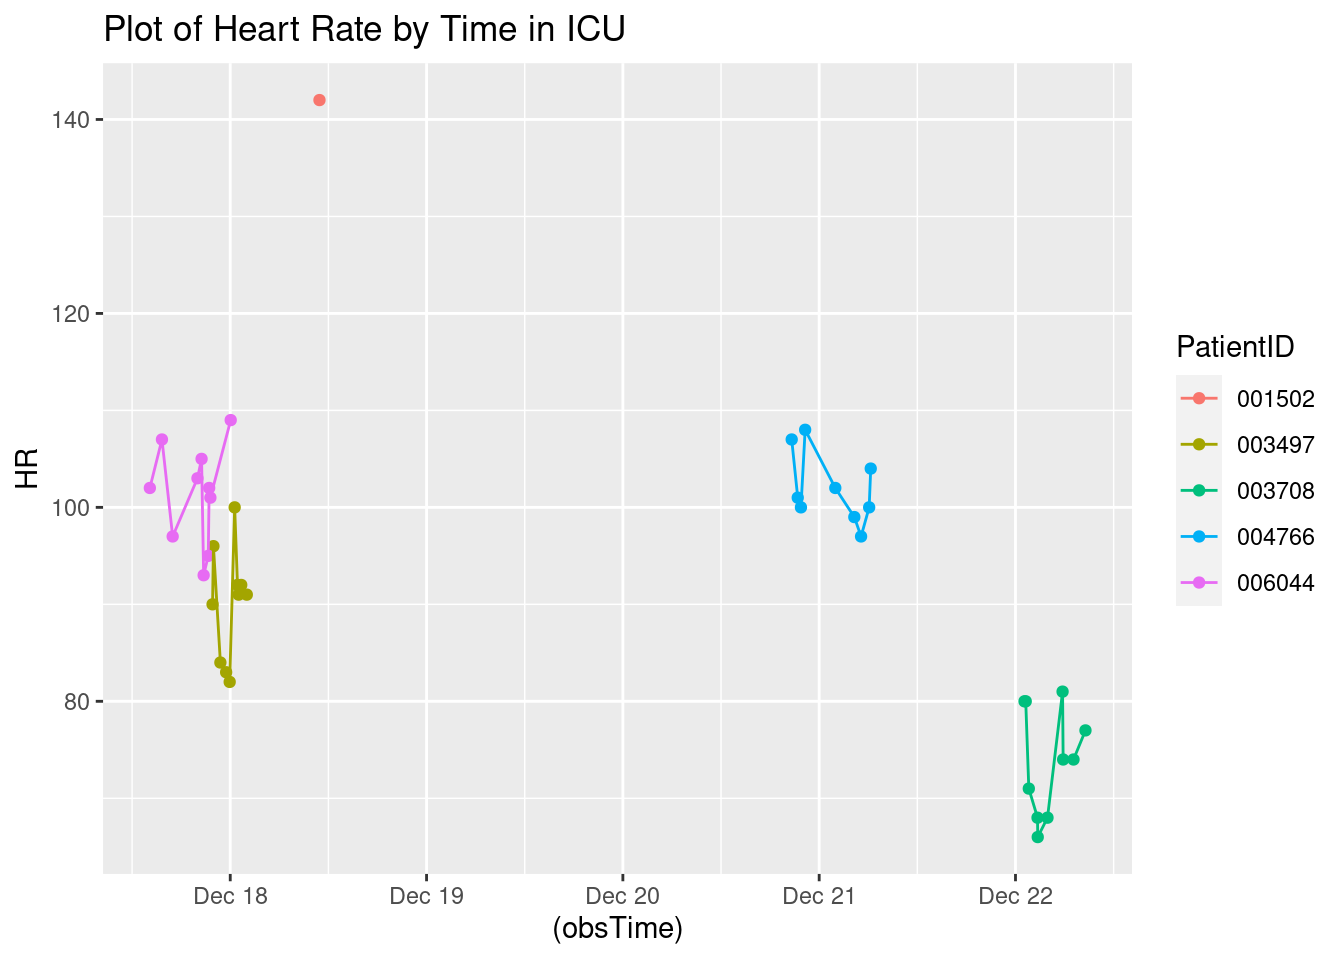 Plot of Heart Rate by Time in ICU
140
120
100
80
HR
Dec 18
Dec 19
Dec 20
Dec 21
Dec 22
(obsTime)
PatientID
001502
003497
003708
004766
006044